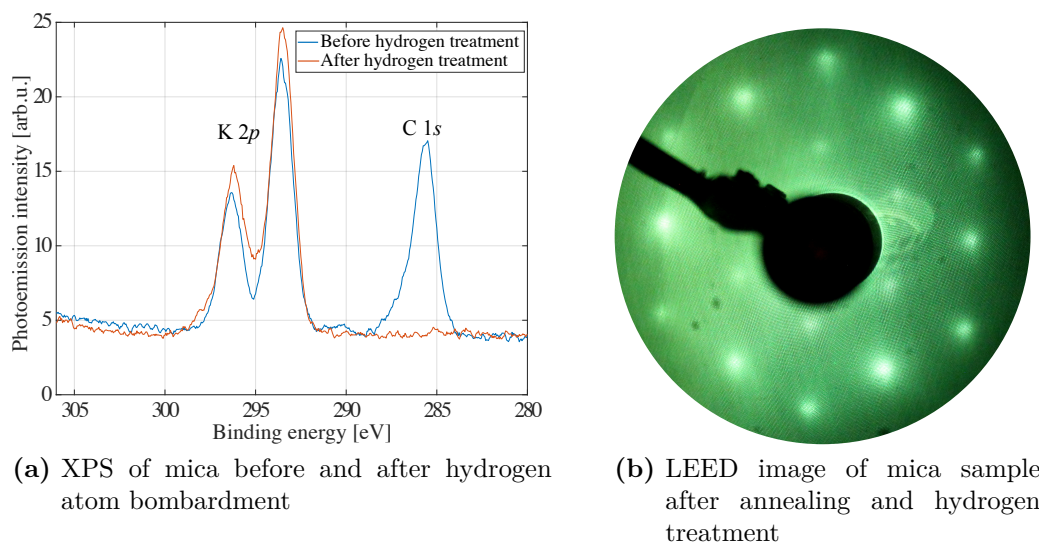 25
20
15
10
5
0
Photoemission intensity [arb.u.]
Before hydrogen treatment
After hydrogen treatment
K 2p
C 1s
305 300 295 290 285 280
Binding energy [eV]
(a) XPS of mica before and after hydrogen
atom bombardment
(b) LEED image of mica sample
after annealing and hydrogen
treatment